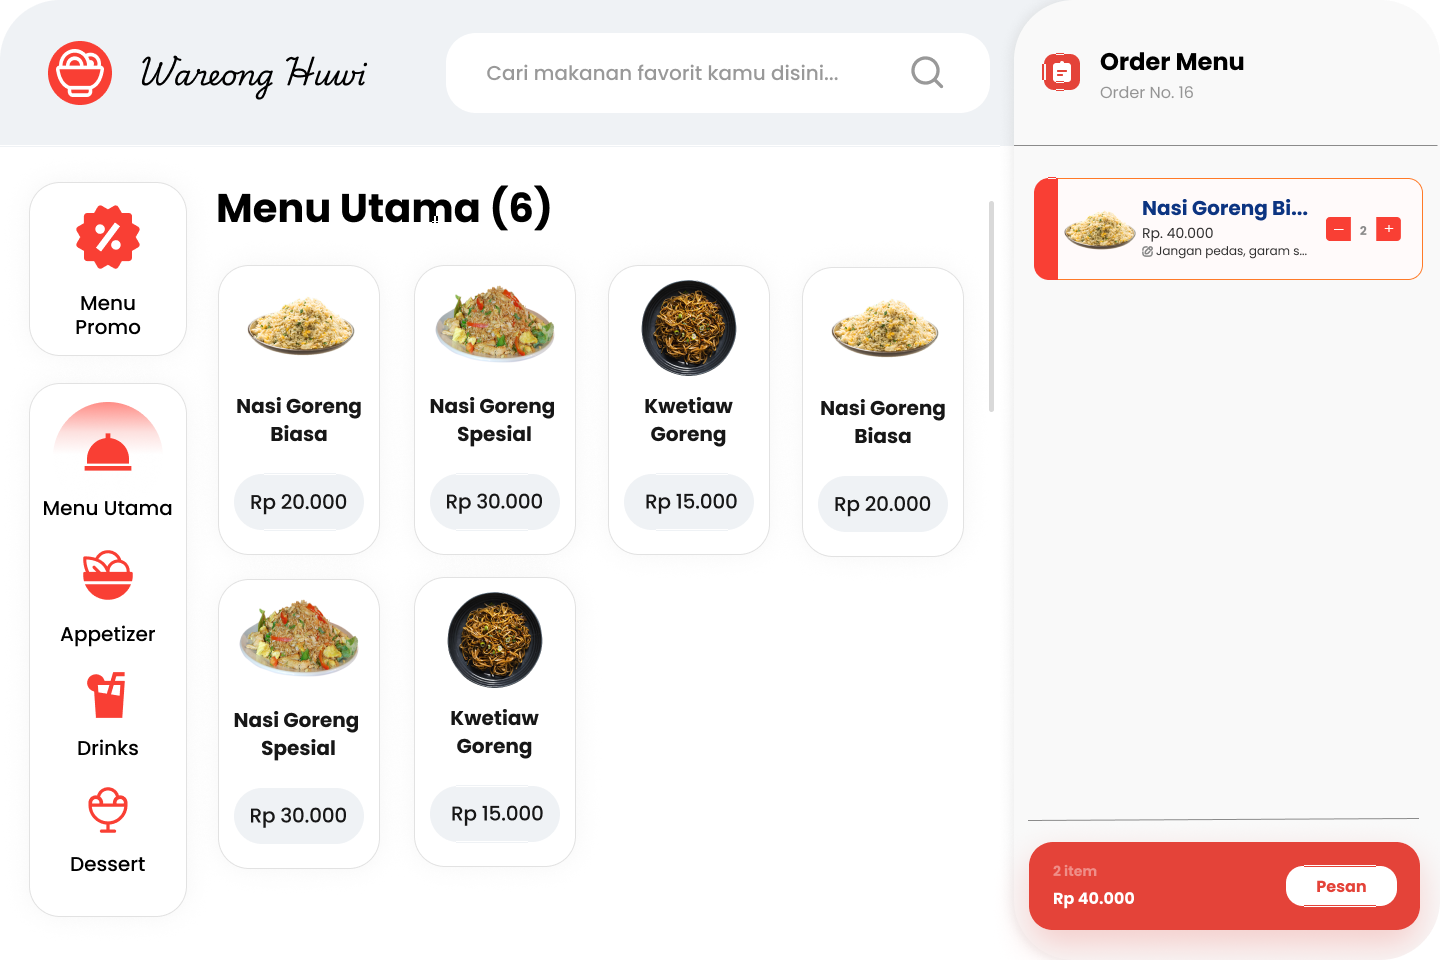 Wareong Huwi
Cari makanan favorit kamu disini...
Menu
Promo
Menu Utama
Appetizer
Drinks
Dessert
Menu Utama (6)
Nasi Goreng
Biasa
Rp 20.000
Nasi Goreng
Spesial
Rp 30.000
Kwetiaw
Goreng
Rp 15.000
Nasi Goreng
Biasa
Rp 20.000
Nasi Goreng
Spesial
Rp 30.000
Kwetiaw
Goreng
Rp 15.000
Order Menu
Order No. 16
Nasi Goreng Bi...
Rp. 40.000
Jangan pedas, garam s...
– 2 +
2 item
Rp 40.000
Pesan